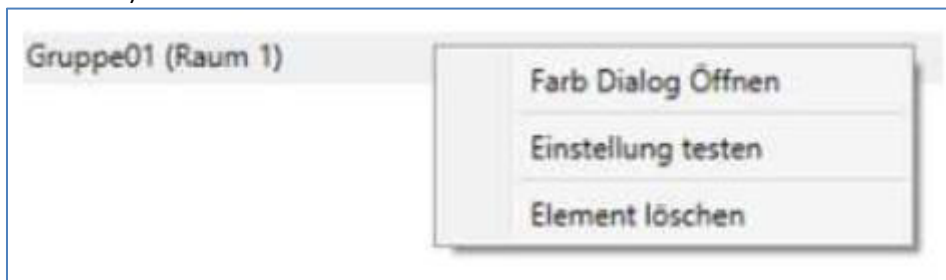 Gruppe01 (Raum 1)
Farb Dialog Öffnen
Einstellung testen
Element löschen